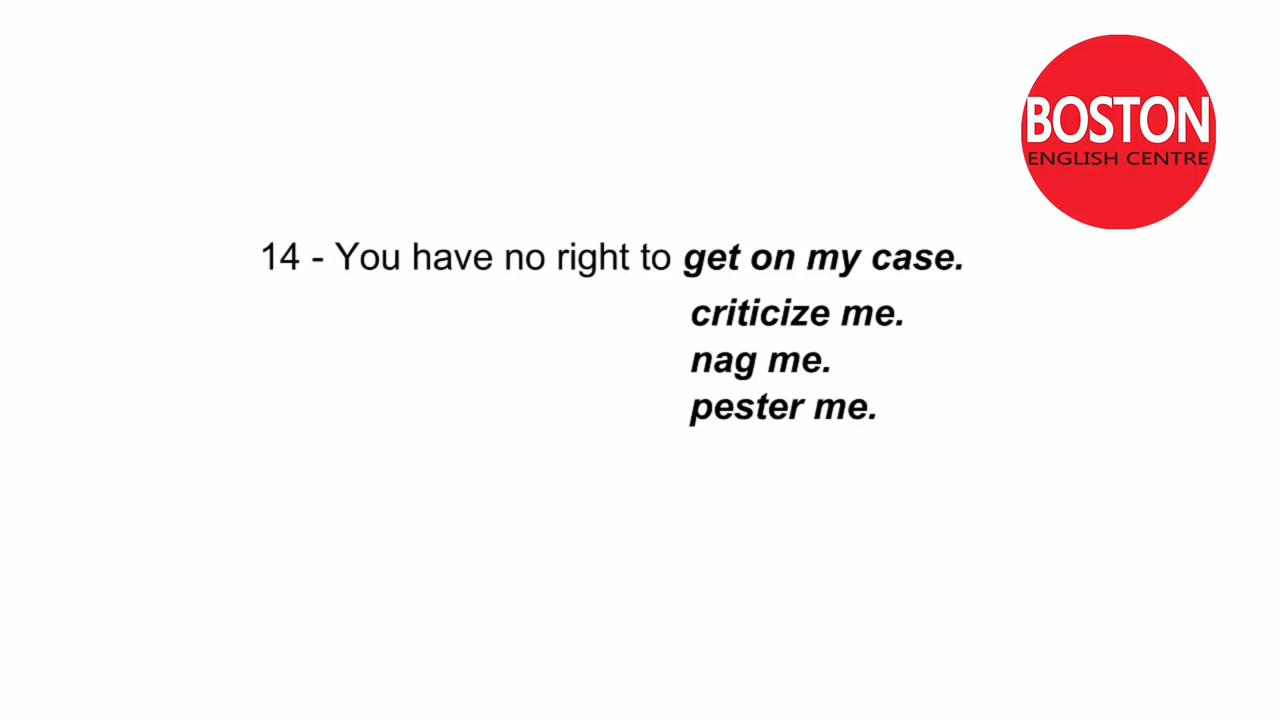 BOSTON
ENGLISH CENTRE
14 - You have no right to get on my case.
criticize me.
nag me.
pester me.